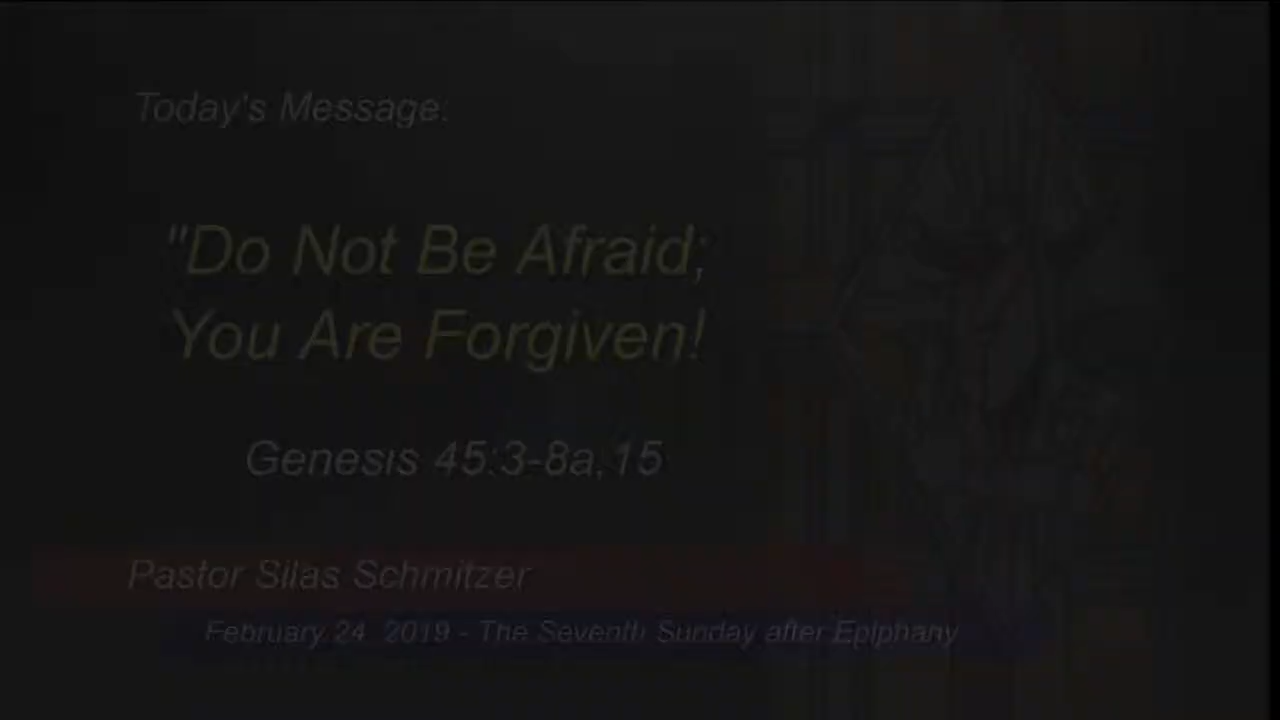 Today's Message:
"Do Not Be Afraid;
You Are Forgiven!
Genesis 45:3-8a,15
Pastor Silas Schmitzer
February 24 2019 - The Seventh Sunday after Epiphany